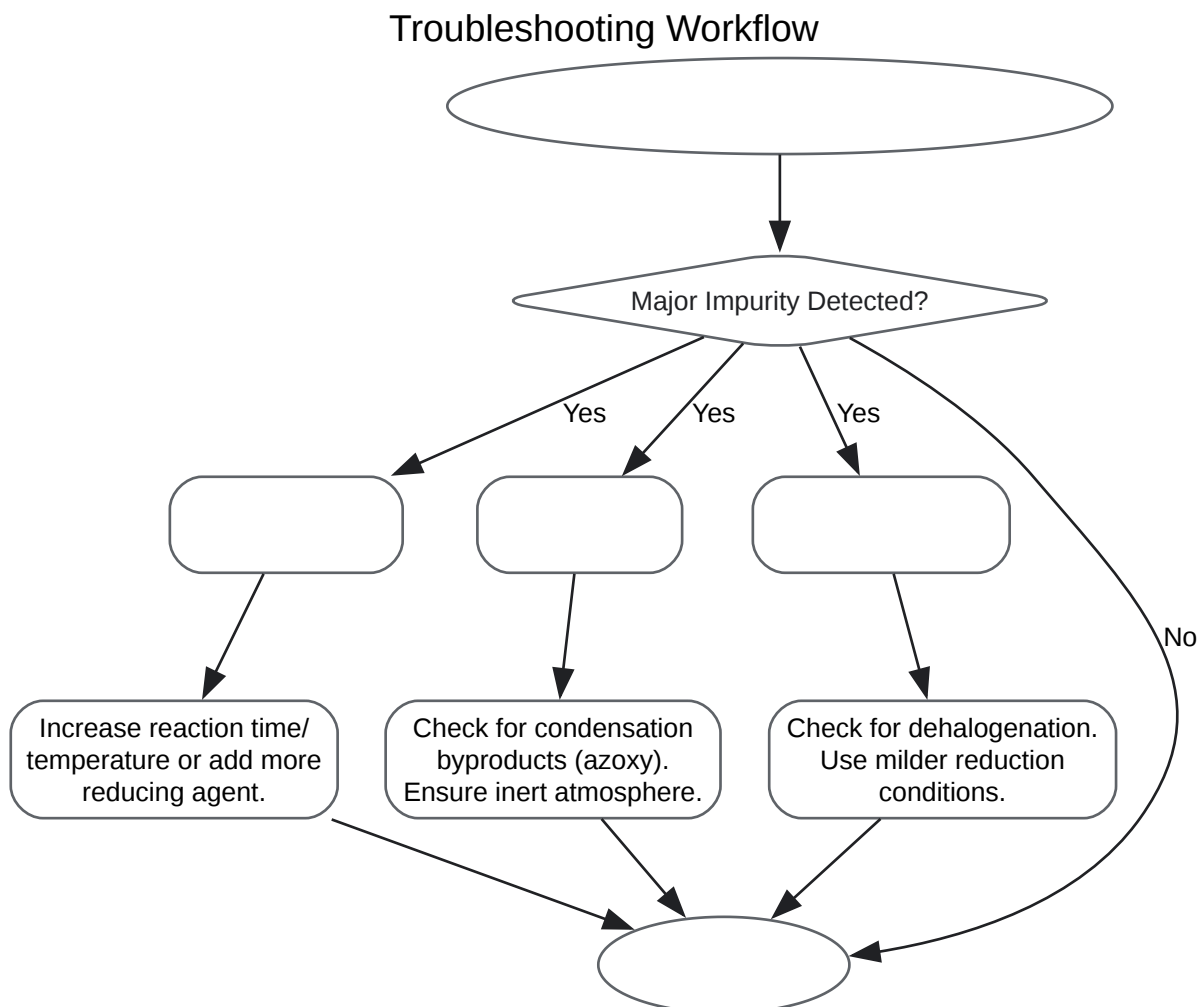 Troubleshooting Workflow
Major Impurity Detected?
Yes
Yes
Yes
No
Increase reaction time/
temperature or add more
reducing agent.
Check for condensation
byproducts (azoxy).
Ensure inert atmosphere.
Check for dehalogenation.
Use milder reduction
conditions.